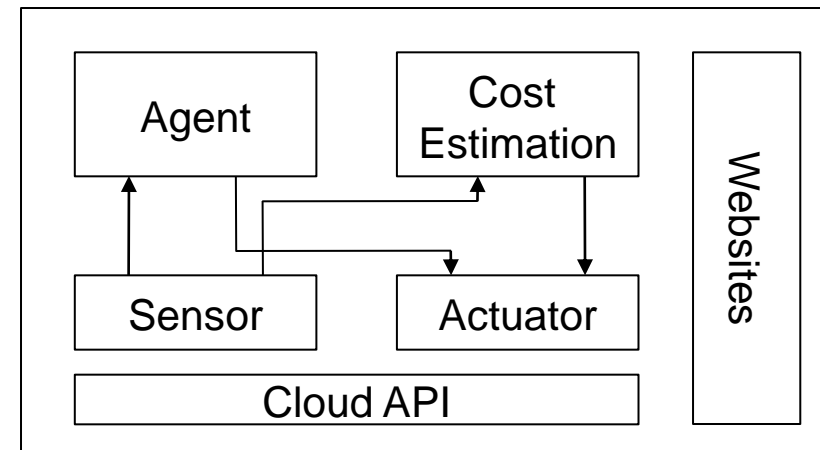 Agent
Cost
Estimation
Websites
Sensor
Actuator
Cloud API